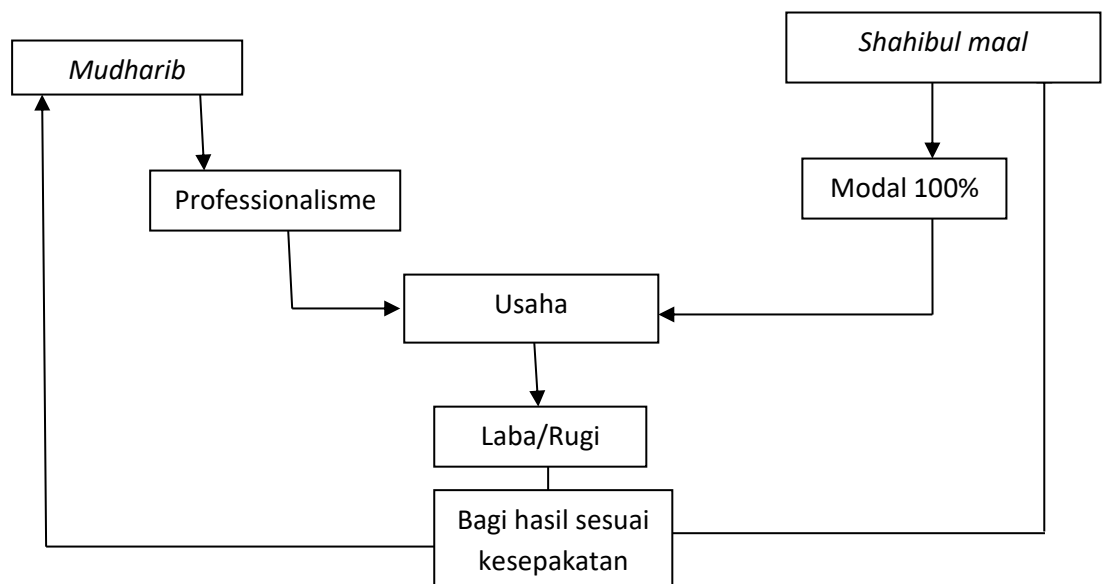 Mudharib
Shahibul maal
Professionalisme
Modal 100%
Usaha
Laba/Rugi
Bagi hasil sesuai
kesepakatan